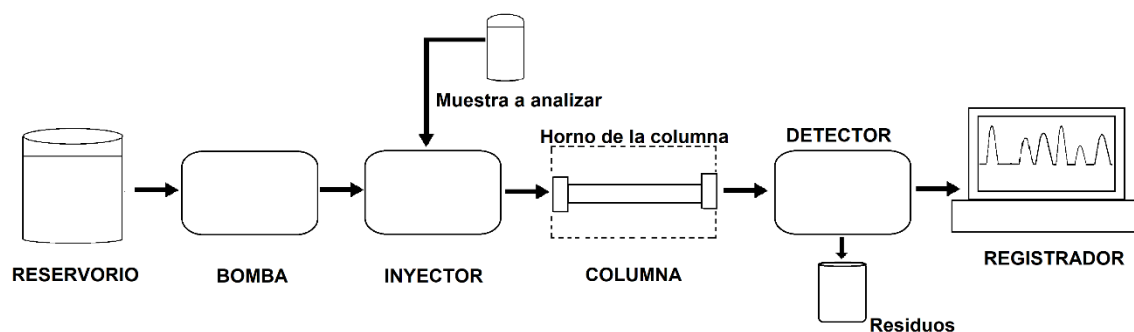 Muestra a analizar
Horno de la columna
DETECTOR
RESERVORIO
BOMBA
INYECTOR
COLUMNA
REGISTRADOR
Residuos